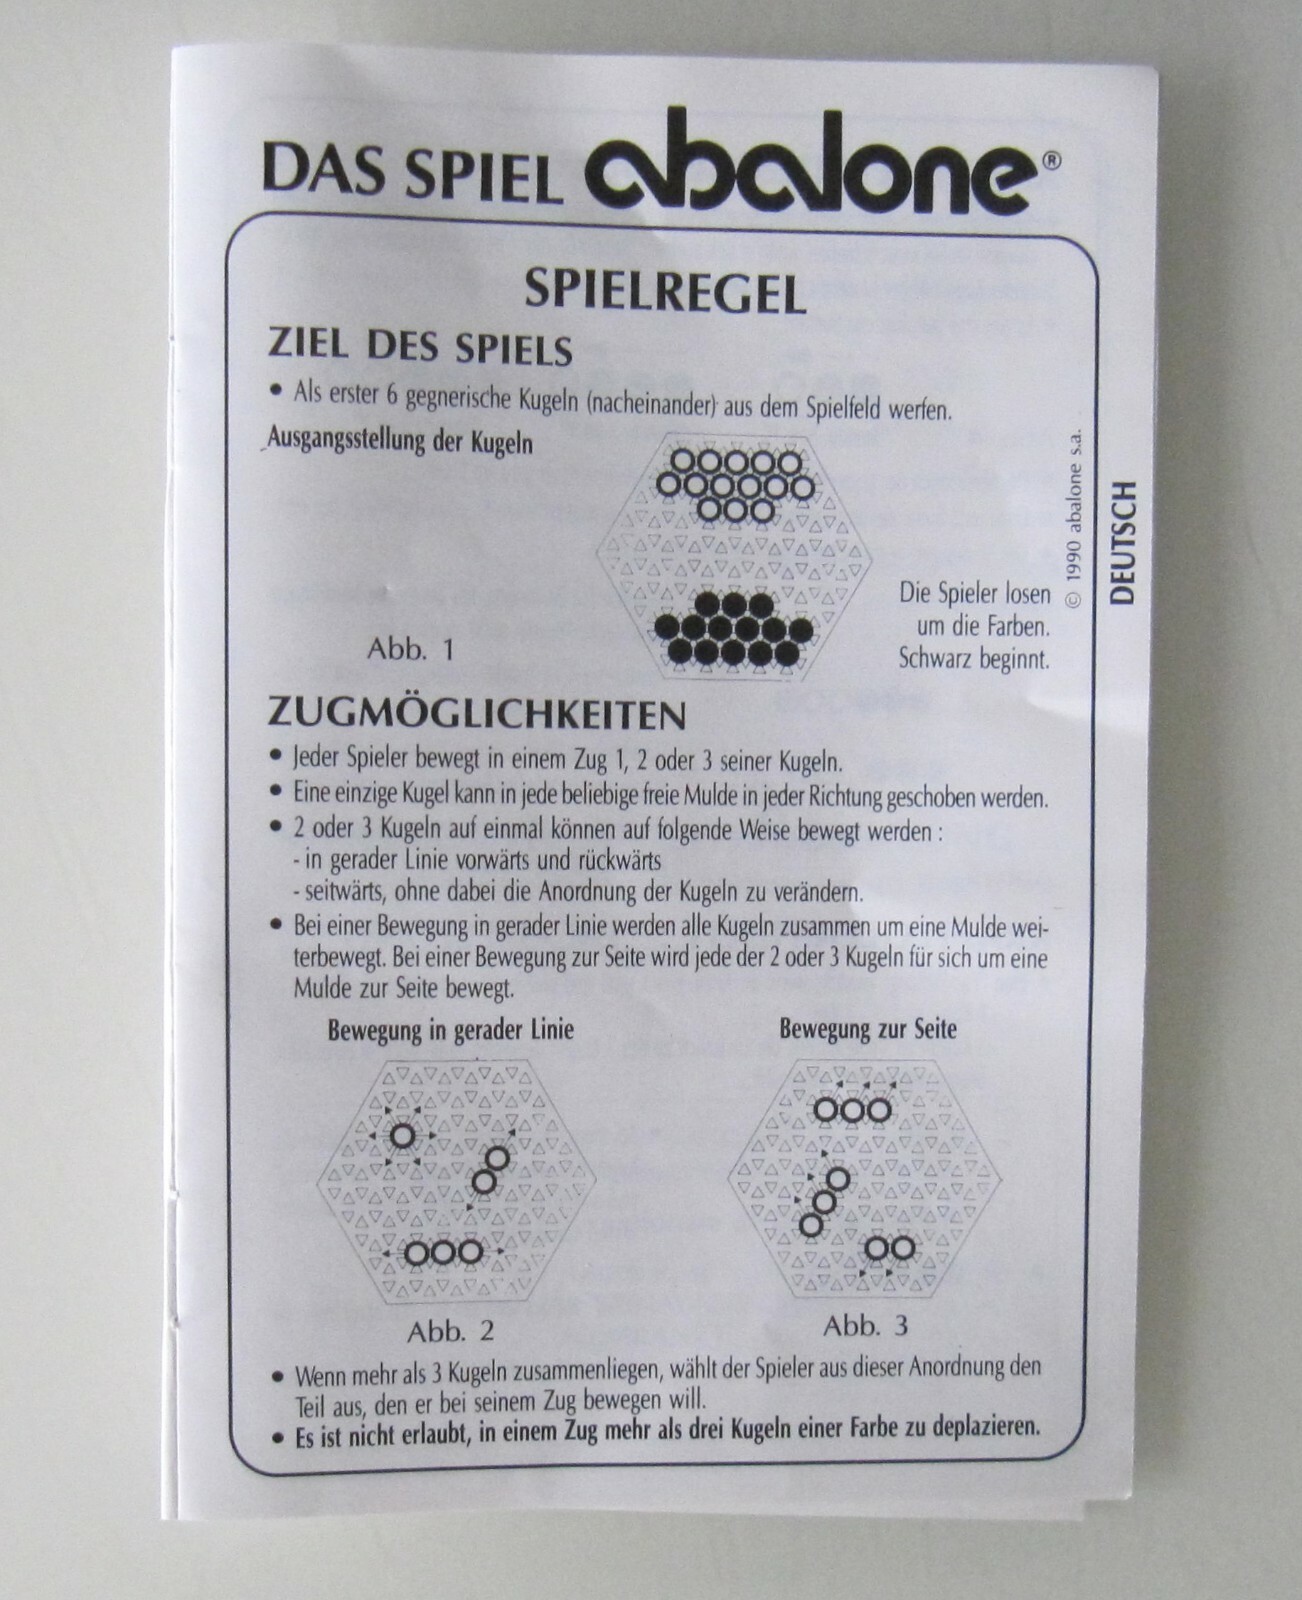 DAS SPIEL abalone®
SPIELREGEL
ZIEL DES SPIELS
• Als erster 6 gegnerische Kugeln (nacheinander) aus dem Spielfeld werfen.
Ausgangsstellung der Kugeln
Abb. 1
Die Spieler losen
um die Farben.
Schwarz beginnt.
© 1990 abalone s.a.
DEUTSCH
ZUGMÖGLICHKEITEN
• Jeder Spieler bewegt in einem Zug 1, 2 oder 3 seiner Kugeln.
• Eine einzige Kugel kann in jede beliebige freie Mulde in jeder Richtung geschoben werden.
• 2 oder 3 Kugeln auf einmal können auf folgende Weise bewegt werden :
- in gerader Linie vorwärts und rückwärts
- seitwärts, ohne dabei die Anordnung der Kugeln zu verändern.
• Bei einer Bewegung in gerader Linie werden alle Kugeln zusammen um eine Mulde wei-
terbewegt. Bei einer Bewegung zur Seite wird jede der 2 oder 3 Kugeln für sich um eine
Mulde zur Seite bewegt.
Bewegung in gerader Linie
Abb. 2
Bewegung zur Seite
Abb. 3
• Wenn mehr als 3 Kugeln zusammenliegen, wählt der Spieler aus dieser Anordnung den
Teil aus, den er bei seinem Zug bewegen will.
• Es ist nicht erlaubt, in einem Zug mehr als drei Kugeln einer Farbe zu deplazieren.